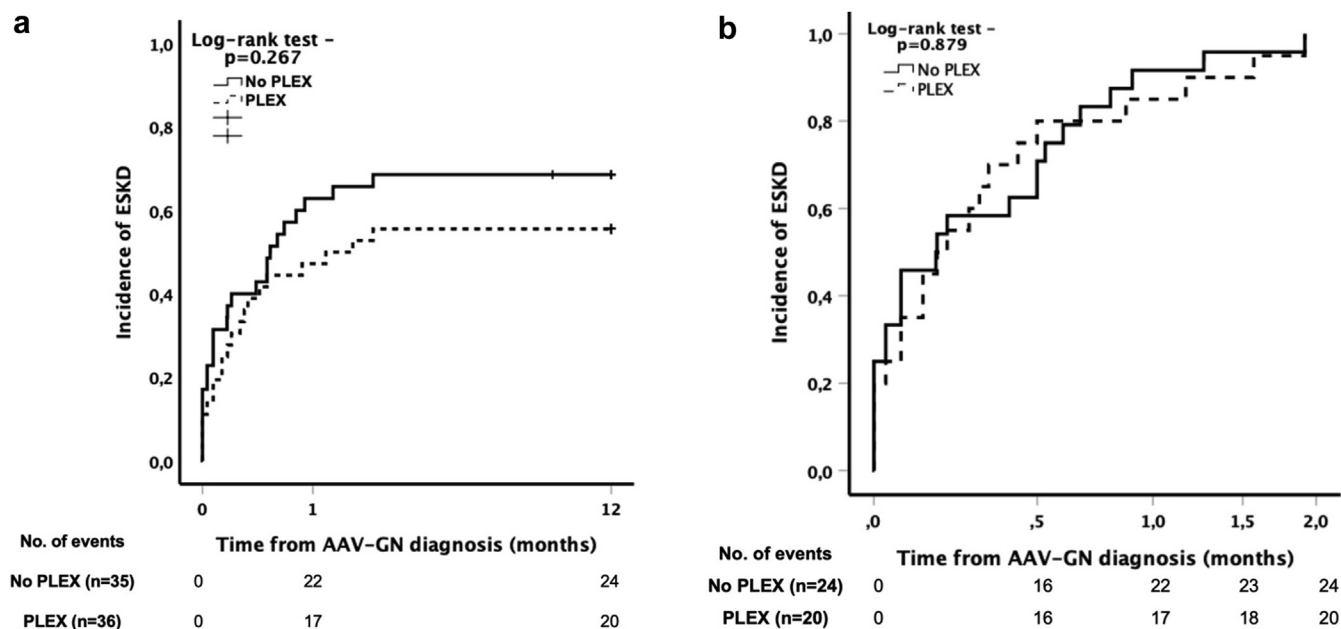 a
Log-rank test –
p=0.267
No PLEX
PLEX
1,0
0,8
0,6
0,4
0,2
0,0
Incidence of ESKD
0 1 12
Time from AAV-GN diagnosis (months)
No. of events
No PLEX (n=35) 0 22 24
PLEX (n=36) 0 17 20
b
Log-rank test –
p=0.879
No PLEX
PLEX
1,0
0,8
0,6
0,4
0,2
0,0
Incidence of ESKD
,0 ,5 1,0 1,5 2,0
Time from AAV-GN diagnosis (months)
No. of events
No PLEX (n=24) 0 16 22 23 24
PLEX (n=20) 0 16 17 18 20